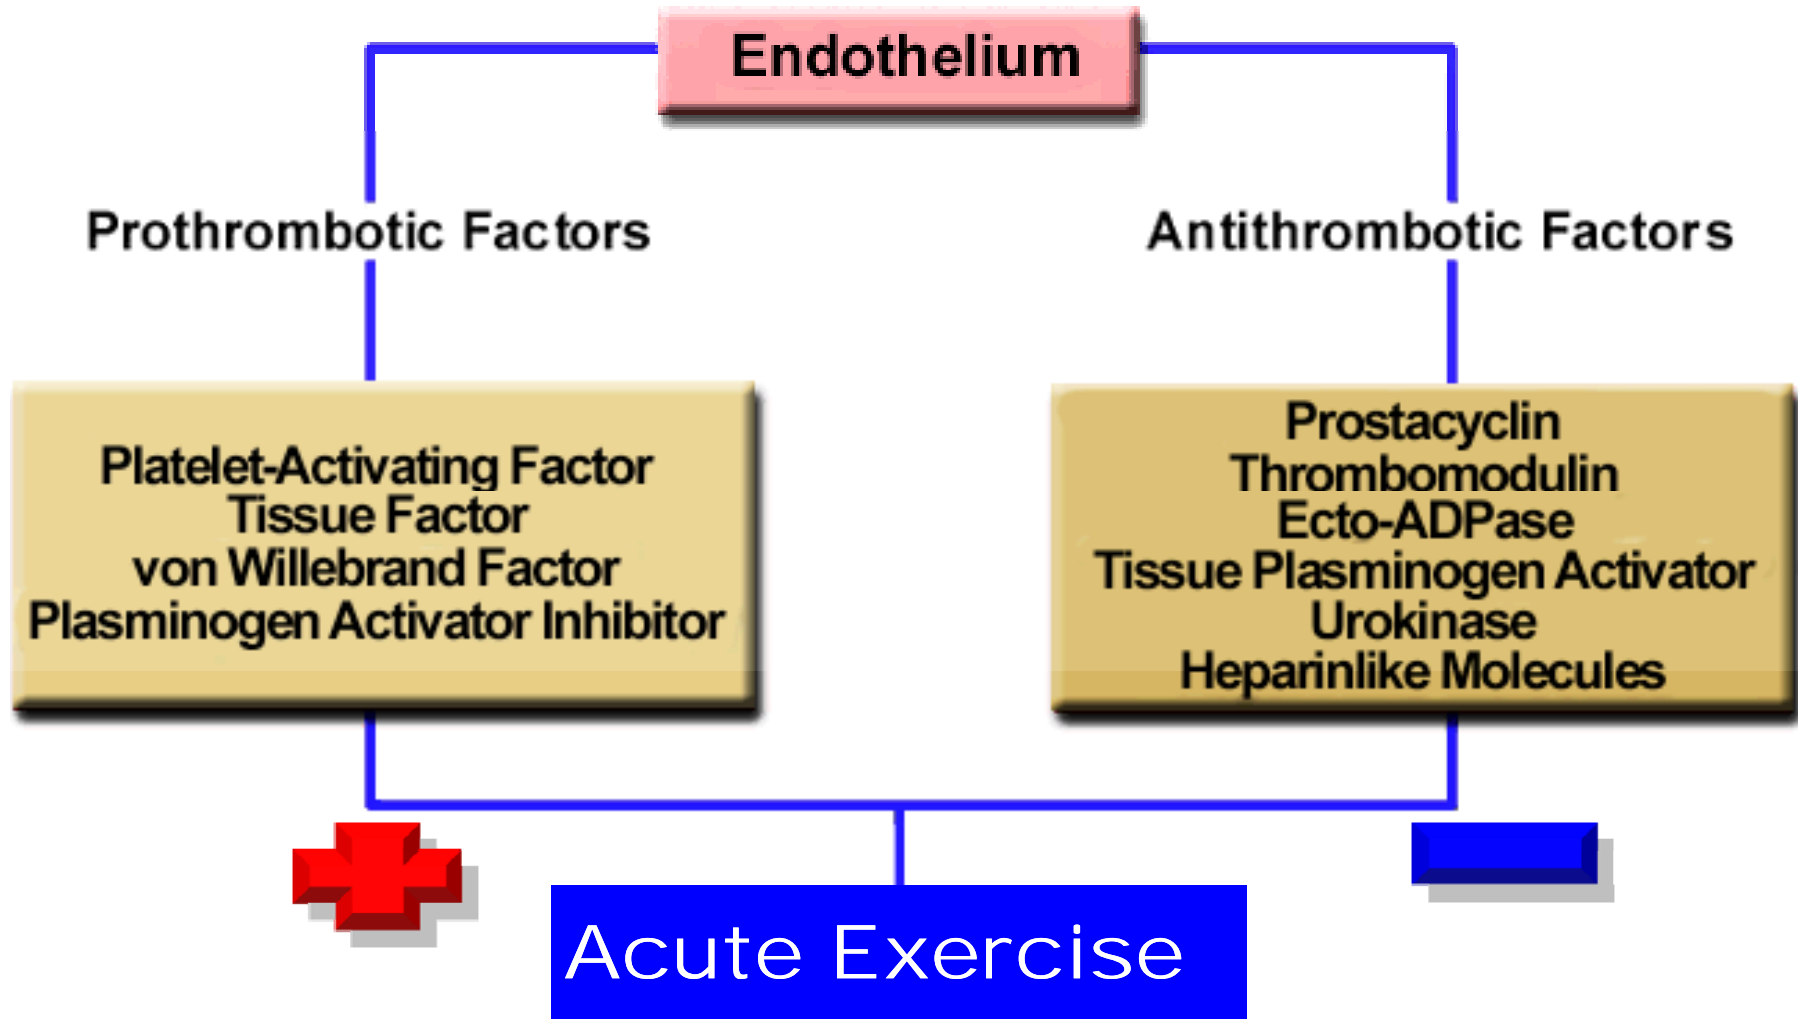 Endothelium
Prothrombotic Factors
Antithrombotic Factors
Platelet-Activating Factor
Tissue Factor
von Willebrand Factor
Plasminogen Activator Inhibitor
Prostacyclin
Thrombomodulin
Ecto-ADPase
Tissue Plasminogen Activator
Urokinase
Heparinlike Molecules
Acute Exercise